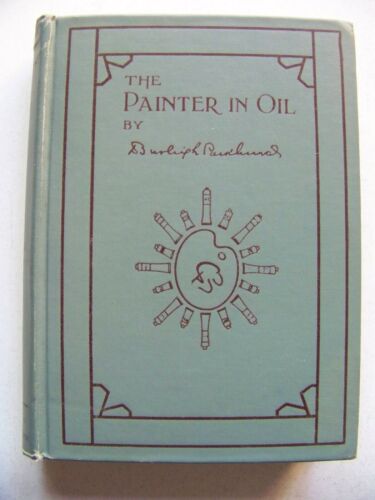 THE
PAINTER IN OIL
BY
D Burleigh Parkhurst